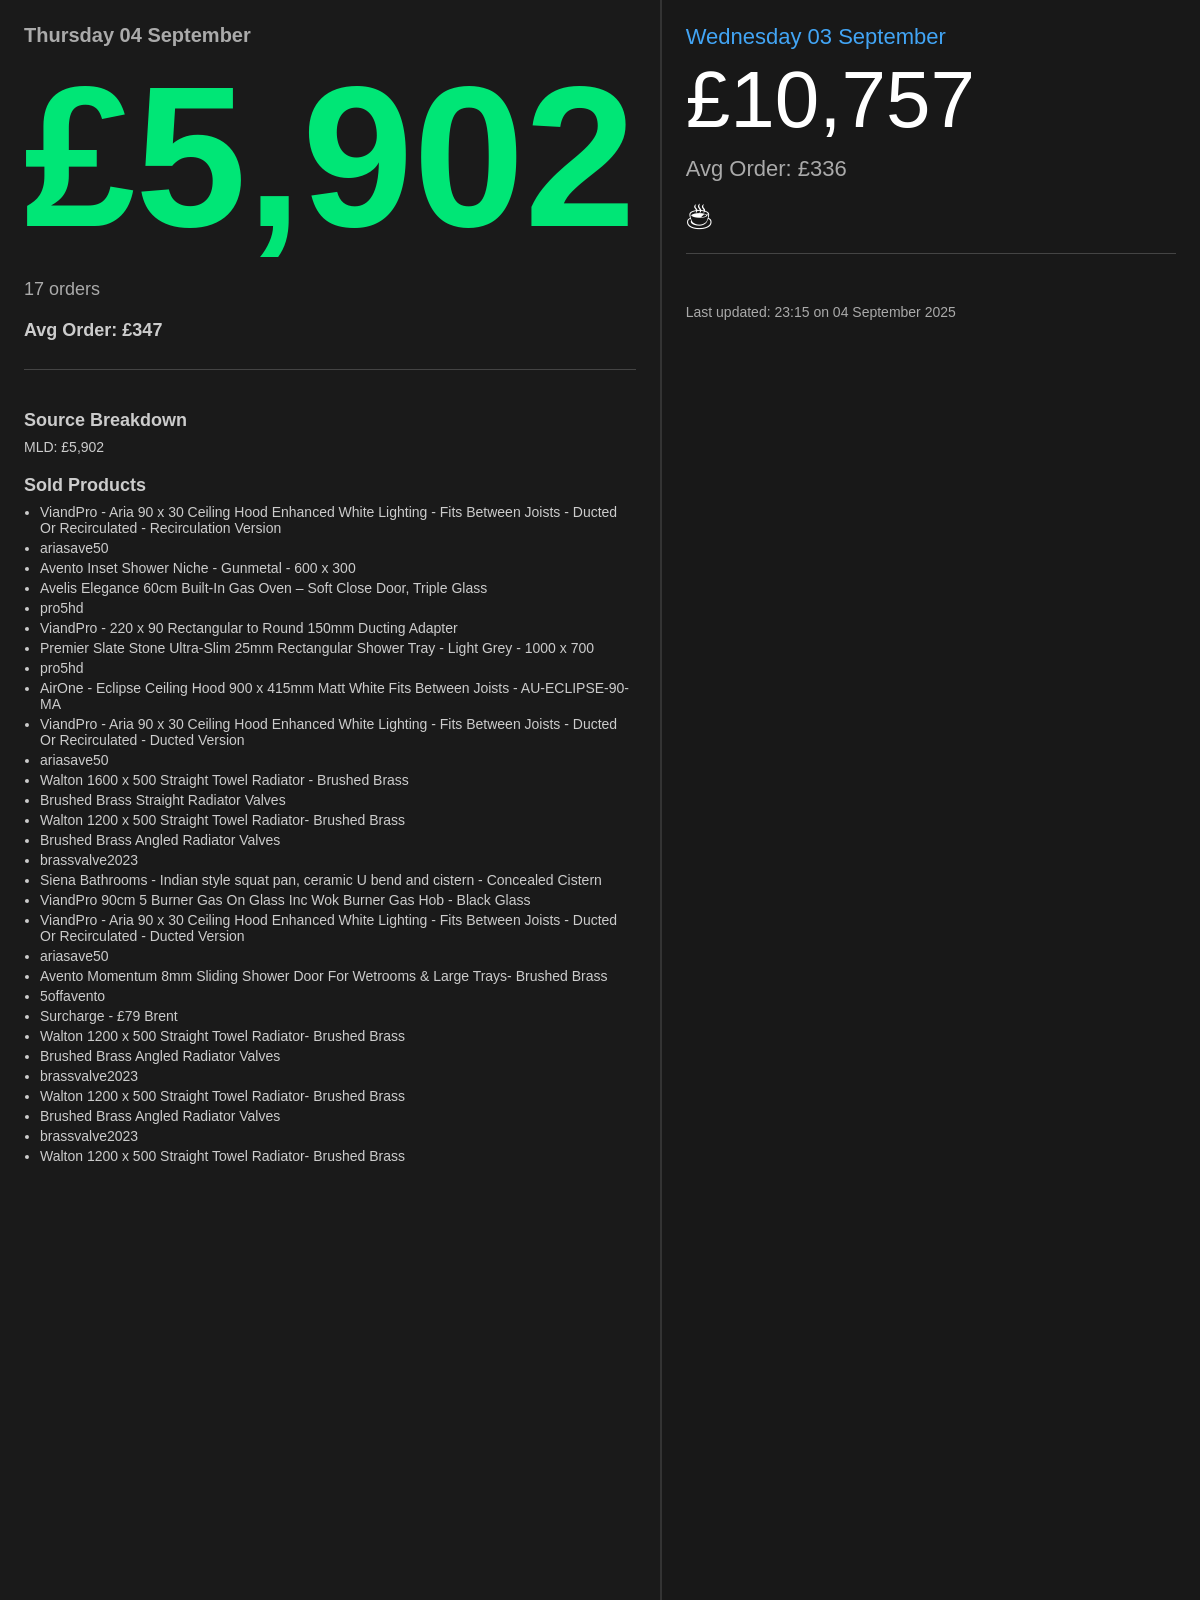 Thursday 04 September
£5,902
17 orders
Avg Order: £347
Source Breakdown
MLD: £5,902
Sold Products
• ViandPro - Aria 90 x 30 Ceiling Hood Enhanced White Lighting - Fits Between Joists - Ducted
Or Recirculated - Recirculation Version
• ariasave50
• Avento Inset Shower Niche - Gunmetal - 600 x 300
• Avelis Elegance 60cm Built-In Gas Oven – Soft Close Door, Triple Glass
• pro5hd
• ViandPro - 220 x 90 Rectangular to Round 150mm Ducting Adapter
• Premier Slate Stone Ultra-Slim 25mm Rectangular Shower Tray - Light Grey - 1000 x 700
• pro5hd
• AirOne - Eclipse Ceiling Hood 900 x 415mm Matt White Fits Between Joists - AU-ECLIPSE-90-
MA
• ViandPro - Aria 90 x 30 Ceiling Hood Enhanced White Lighting - Fits Between Joists - Ducted
Or Recirculated - Ducted Version
• ariasave50
• Walton 1600 x 500 Straight Towel Radiator - Brushed Brass
• Brushed Brass Straight Radiator Valves
• Walton 1200 x 500 Straight Towel Radiator- Brushed Brass
• Brushed Brass Angled Radiator Valves
• brassvalve2023
• Siena Bathrooms - Indian style squat pan, ceramic U bend and cistern - Concealed Cistern
• ViandPro 90cm 5 Burner Gas On Glass Inc Wok Burner Gas Hob - Black Glass
• ViandPro - Aria 90 x 30 Ceiling Hood Enhanced White Lighting - Fits Between Joists - Ducted
Or Recirculated - Ducted Version
• ariasave50
• Avento Momentum 8mm Sliding Shower Door For Wetrooms & Large Trays- Brushed Brass
• 5offavento
• Surcharge - £79 Brent
• Walton 1200 x 500 Straight Towel Radiator- Brushed Brass
• Brushed Brass Angled Radiator Valves
• brassvalve2023
• Walton 1200 x 500 Straight Towel Radiator- Brushed Brass
• Brushed Brass Angled Radiator Valves
• brassvalve2023
• Walton 1200 x 500 Straight Towel Radiator- Brushed Brass
Wednesday 03 September
£10,757
Avg Order: £336
☕
Last updated: 23:15 on 04 September 2025